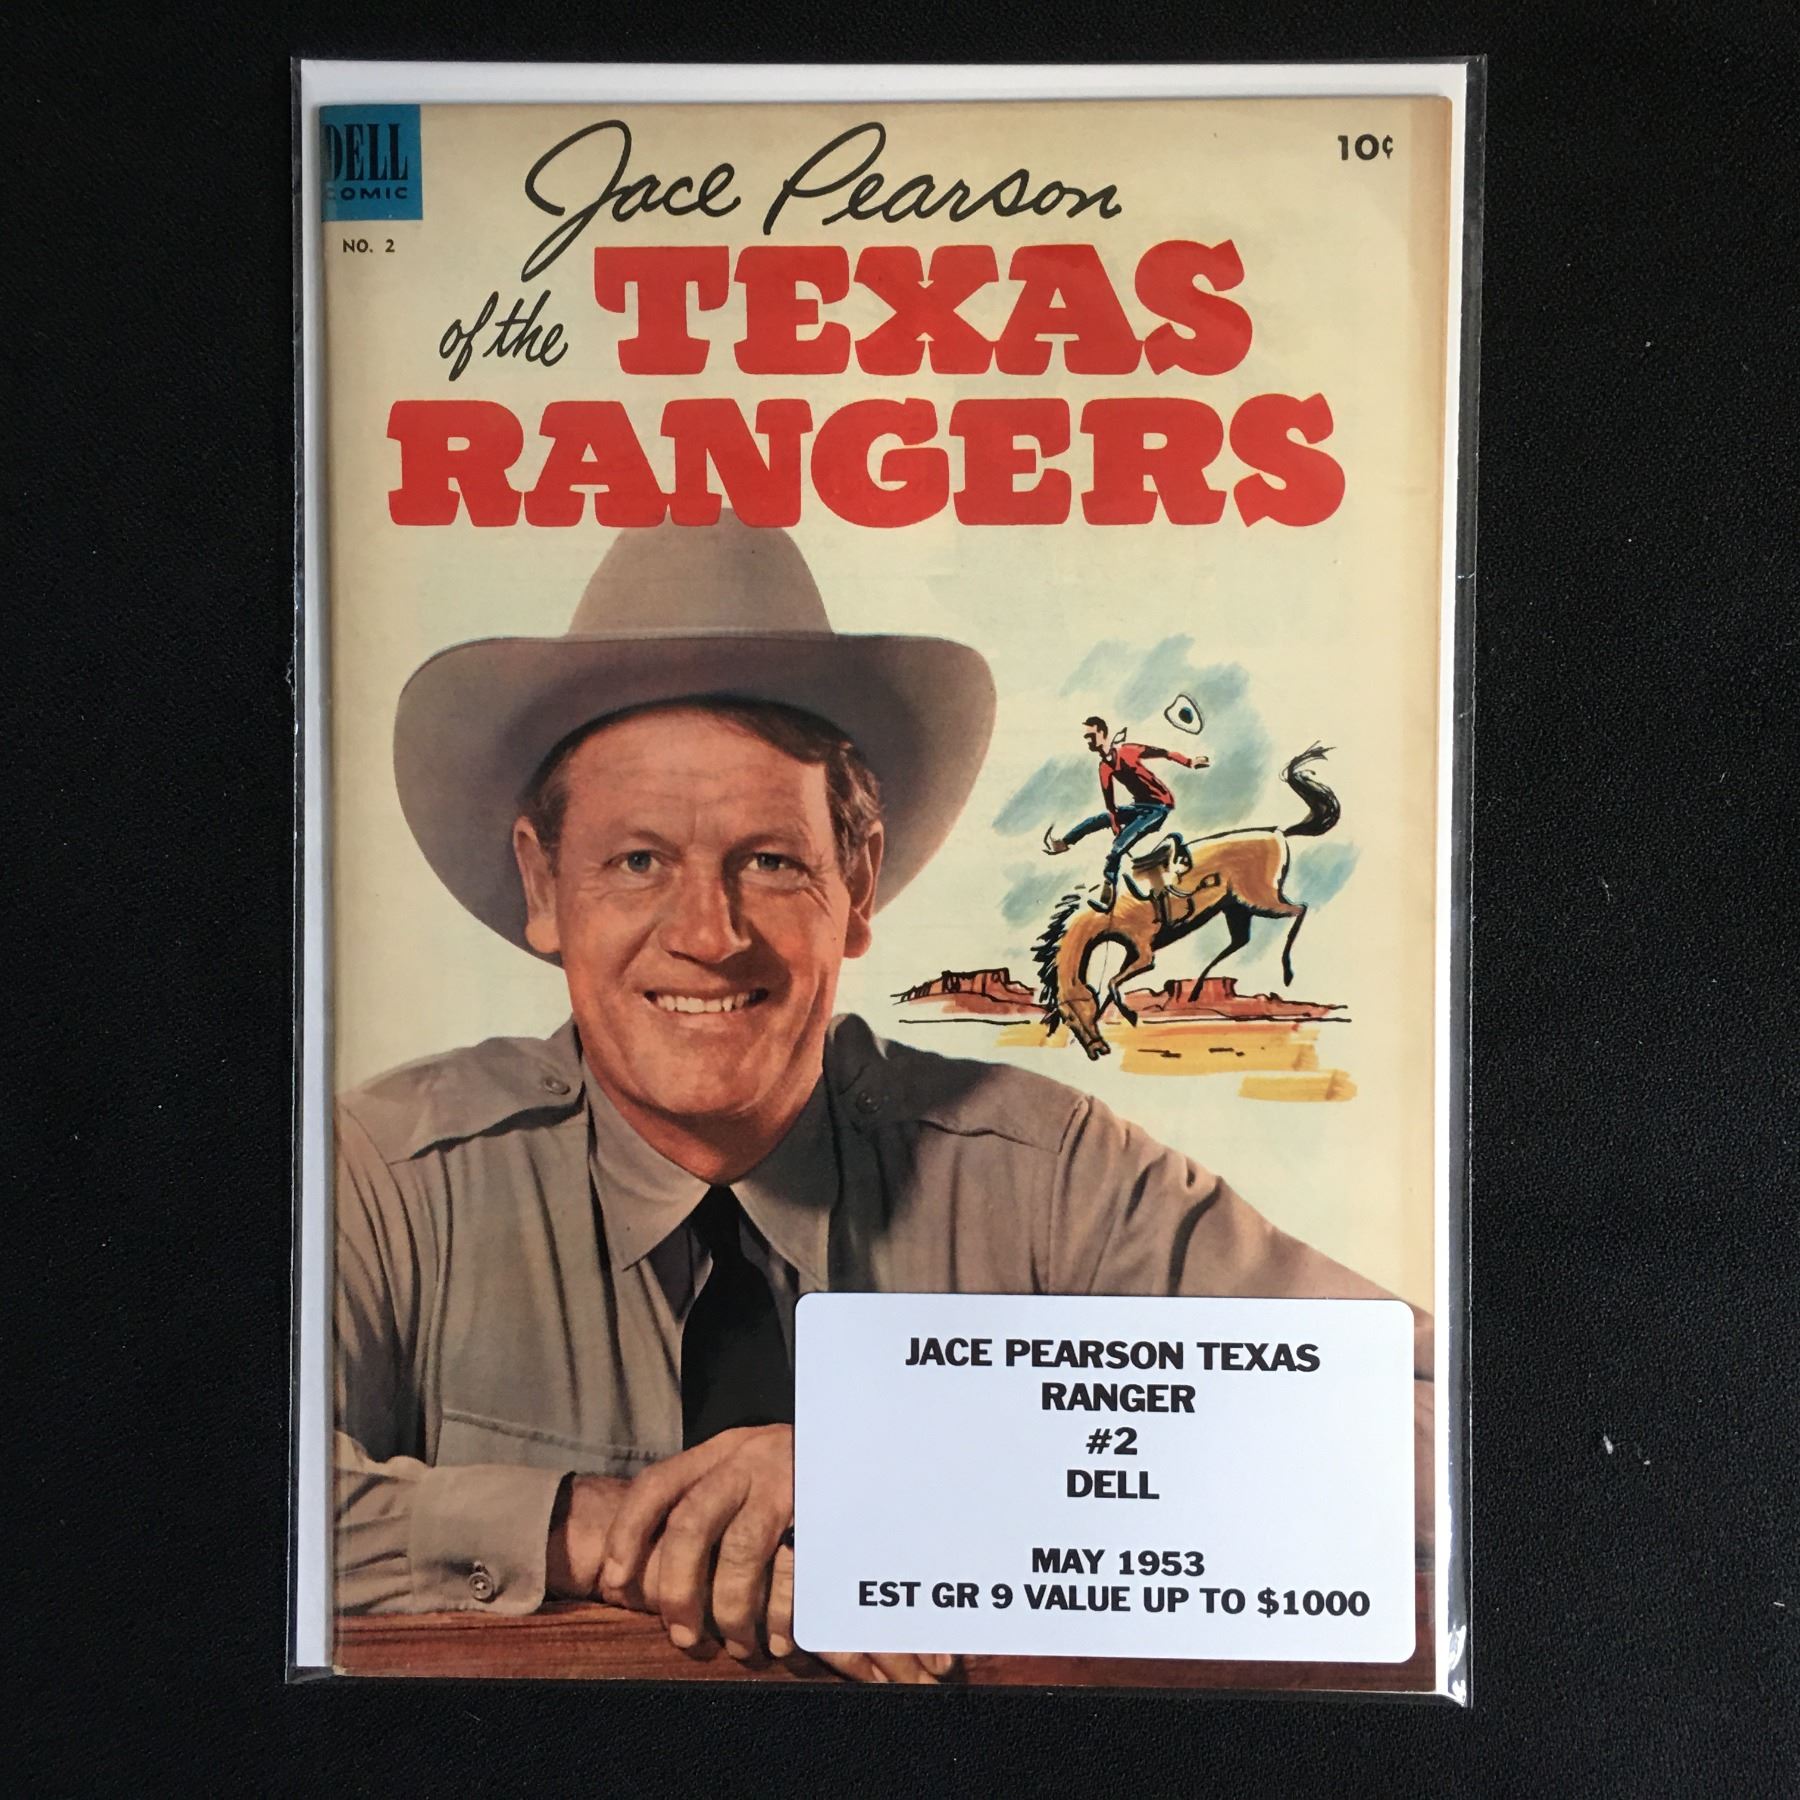 DELL
COMIC
NO. 2
10¢
Jace Pearson
of the TEXAS
RANGERS
JACE PEARSON TEXAS
RANGER
#2
DELL
MAY 1953
EST GR 9 VALUE UP TO $1000